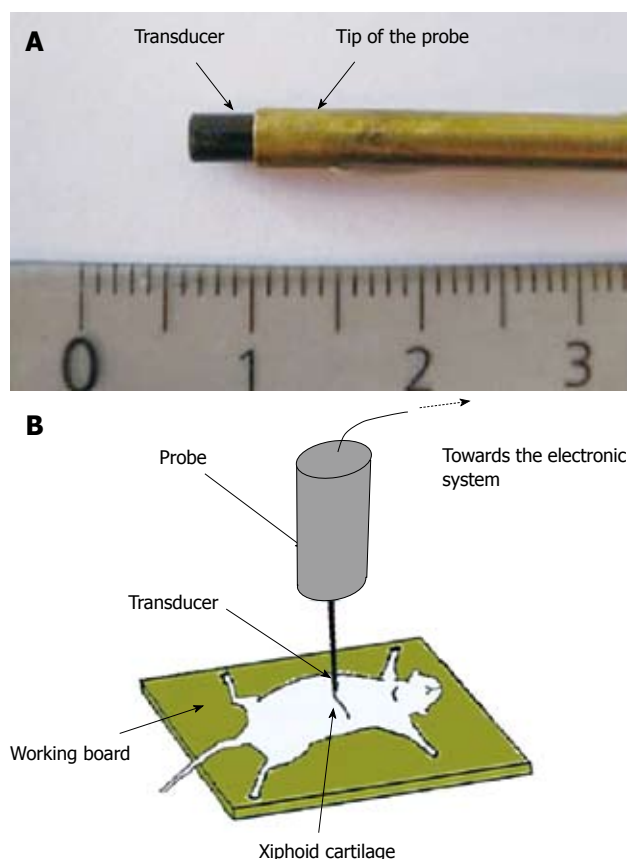 A
Transducer
Tip of the probe
0 1 2 3
B
Probe
Towards the electronic
system
Transducer
Working board
Xiphoid cartilage